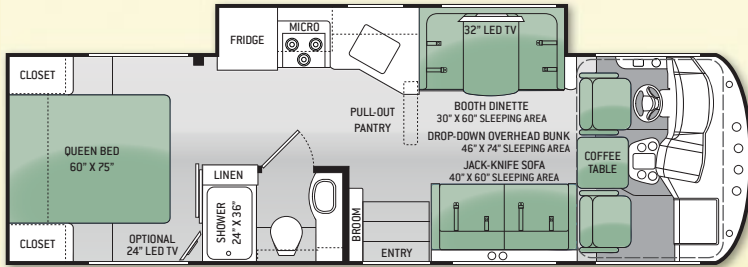 FRIDGE
MICRO
32" LED TV
CLOSET
QUEEN BED
60" X 75"
CLOSET
PULL-OUT
PANTRY
BOOTH DINETTE
30" X 60" SLEEPING AREA
DROP-DOWN OVERHEAD BUNK
46" X 74" SLEEPING AREA
JACK-KNIFE SOFA
40" X 60" SLEEPING AREA
COFFEE
TABLE
LINEN
SHOWER
24" X 36"
OPTIONAL
24" LED TV
BROOM
ENTRY